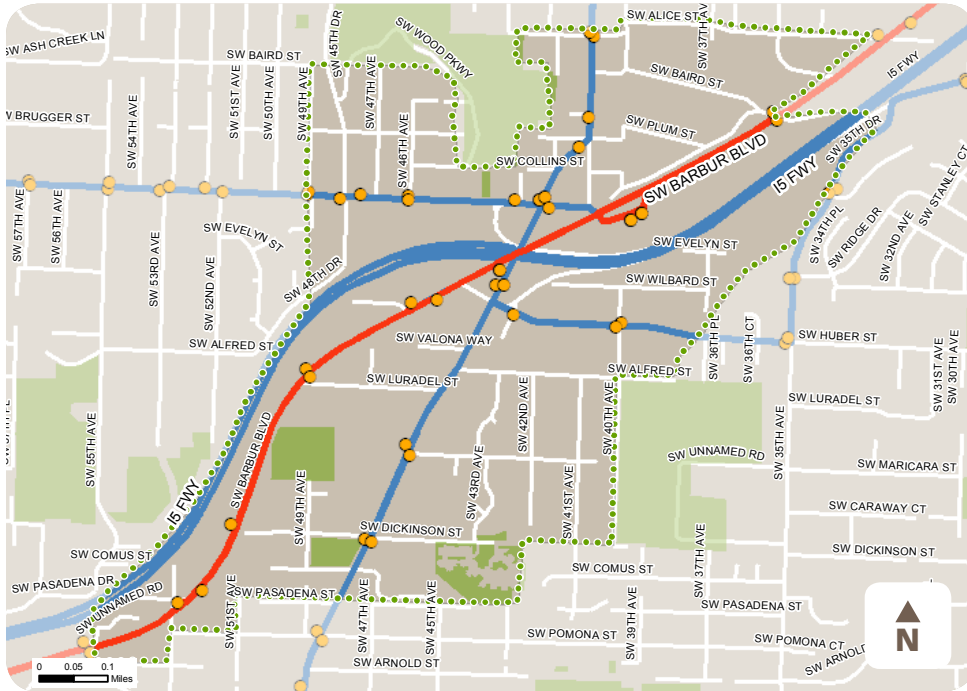 SW ALICE ST
SW 37TH AV
SW 45TH DR
SW WOOD PKWY
SW ASH CREEK LN
SW BAIRD ST
SW 51ST AVE
SW 50TH AVE
SW 49TH AVE
SW 47TH AVE
SW BAIRD ST
I5 FWY
SW 54TH AVE
W BRUGGER ST
SW 46TH AVE
SW PLUM ST
SW 35TH DR
SW COLLINS ST
SW BARBUR BLVD
I5 FWY
SW STANLEY CT
SW 57TH AVE
SW 56TH AVE
SW 53RD AVE
SW EVELYN ST
SW EVELYN ST
SW 34TH PL
SW RIDGE DR
SW 32ND AVE
SW 52ND AVE
SW 48TH DR
SW WILBARD ST
SW ALFRED ST
SW VALONA WAY
SW 36TH PL
SW 36TH CT
SW HUBER ST
SW LURADEL ST
SW ALFRED ST
SW 31ST AVE
SW 30TH AVE
SW 42ND AVE
SW 40TH AVE
SW LURADEL ST
SW 55TH AVE
SW BARBUR BLVD
SW 43RD AVE
SW UNNAMED RD
SW 35TH AVE
SW MARICARA ST
I5 FWY
SW 49TH AVE
SW 41ST AVE
SW CARAWAY CT
SW DICKINSON ST
SW 37TH AVE
SW DICKINSON ST
SW COMUS ST
SW COMUS ST
SW PASADENA DR
SW UNNAMED RD
SW 51ST AVE
SW PASADENA ST
SW 47TH AVE
SW 45TH AVE
SW 39TH AVE
SW PASADENA ST
SW POMONA ST
SW POMONA CT
SW ARNOLD ST
SW ARNOLD
N
0 0.05 0.1
Miles